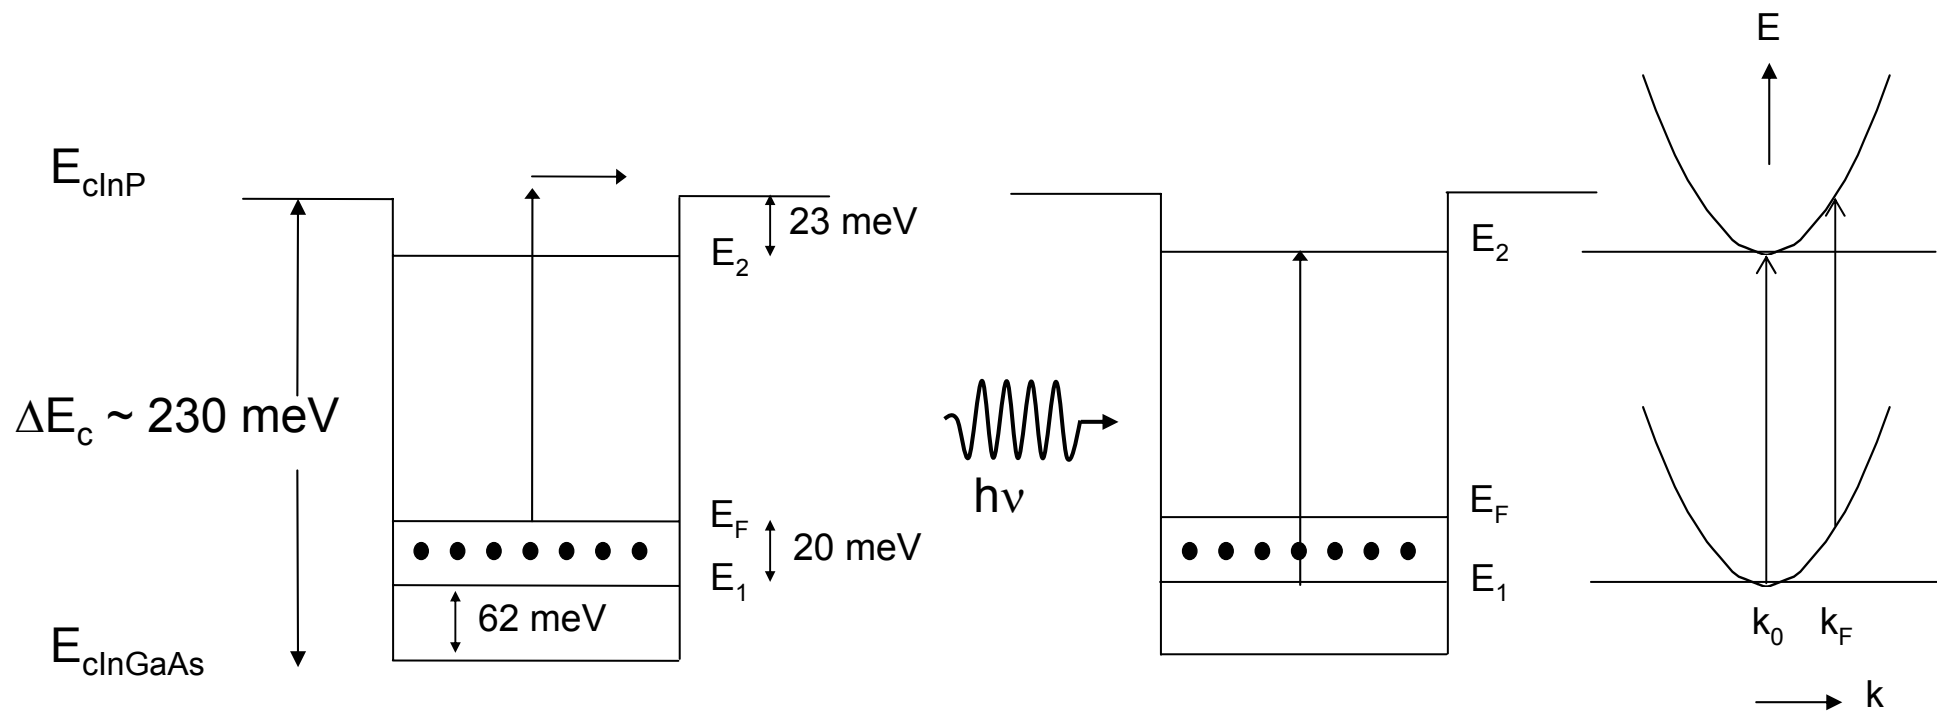 E
E_cInP
23 meV
E_2
E_2
ΔE_c ~ 230 meV
hν
E_F
E_F
20 meV
E_1
E_1
62 meV
k_0 k_F
E_cInGaAs
k